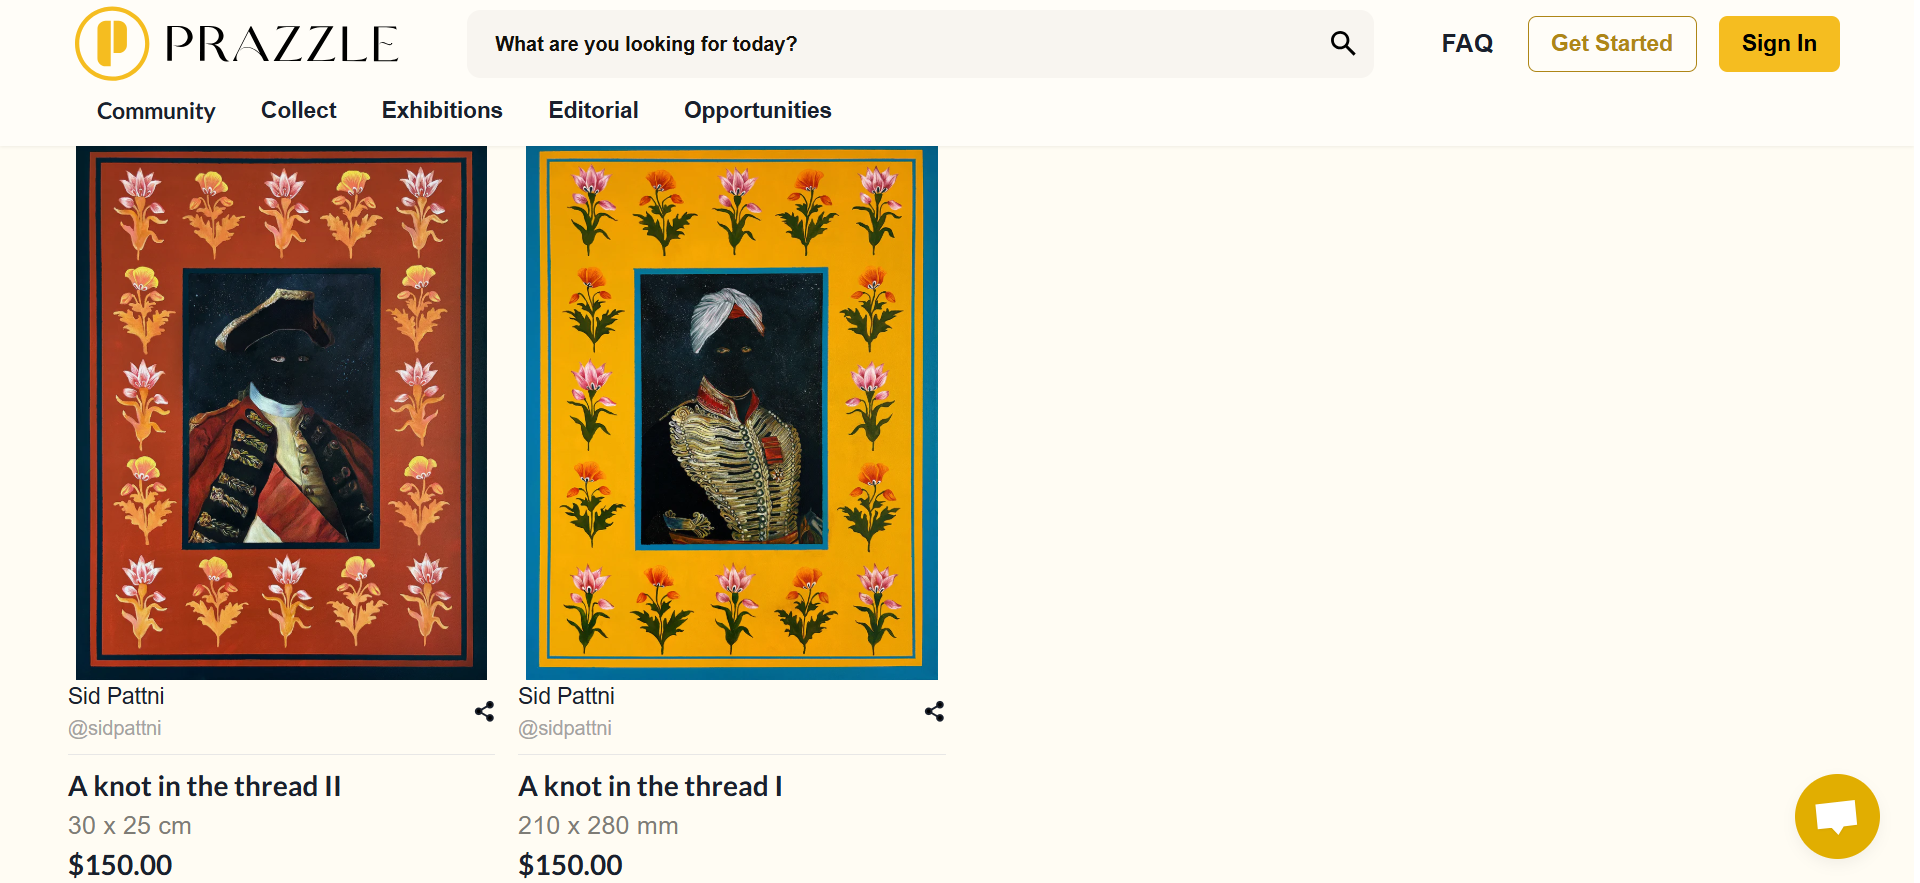 PRAZZLE
What are you looking for today?
FAQ
Get Started
Sign In
Community
Collect
Exhibitions
Editorial
Opportunities
Sid Pattni
@sidpattni
A knot in the thread II
30 x 25 cm
$150.00
Sid Pattni
@sidpattni
A knot in the thread I
210 x 280 mm
$150.00